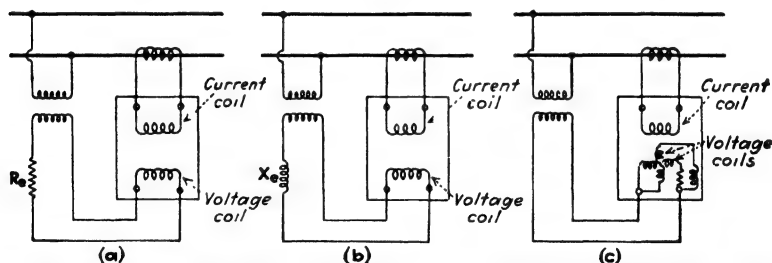 Current
coil
Re
Voltage
coil
(a)
Current
coil
Xe
Voltage
coil
(b)
Current
coil
Voltage
coils
(c)